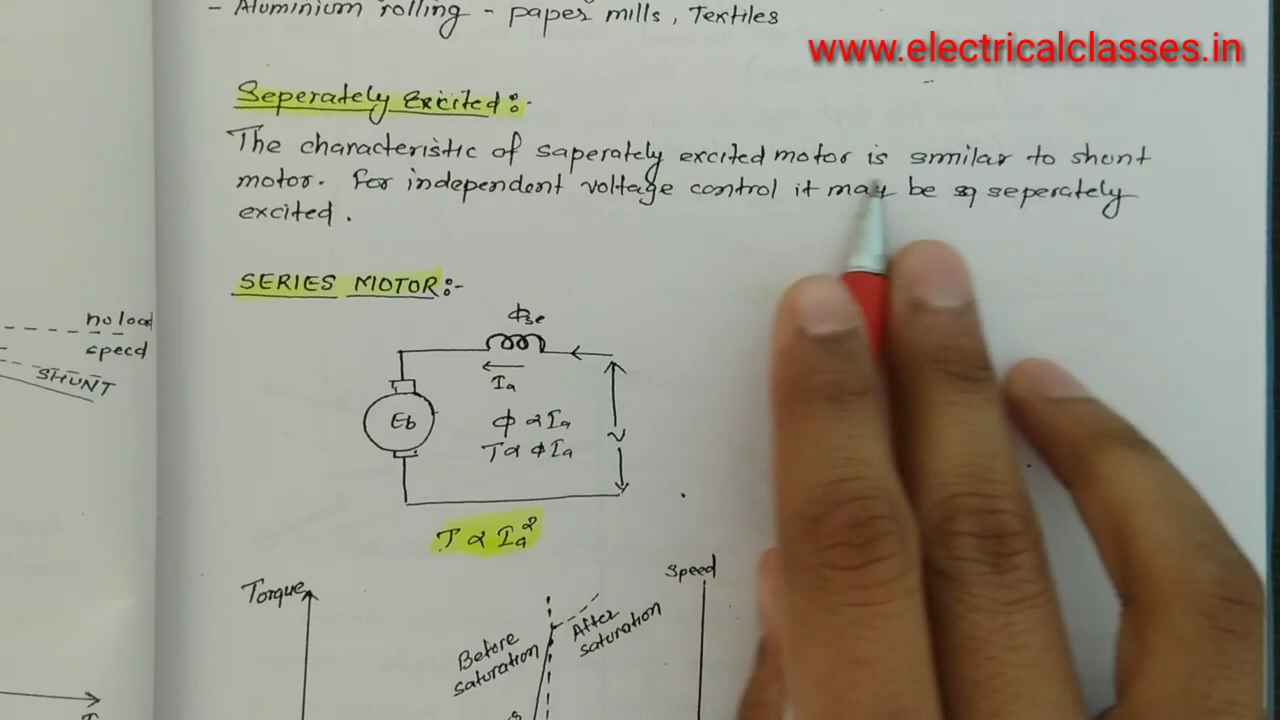 - Aluminium rolling - paper mills, Textiles
www.electricalclasses.in
Seperately Excited:-
The characteristic of saperately excited motor is similar to shunt
motor. For independent voltage control it may be seperately
excited.
SERIES MOTOR:-
no load
speed
SHUNT
Φse
Ia
Eb
ϕ ∝ Ia
T ∝ ϕ Ia
V
T ∝ Ia²
Torque
Speed
Before
saturation
After
saturation